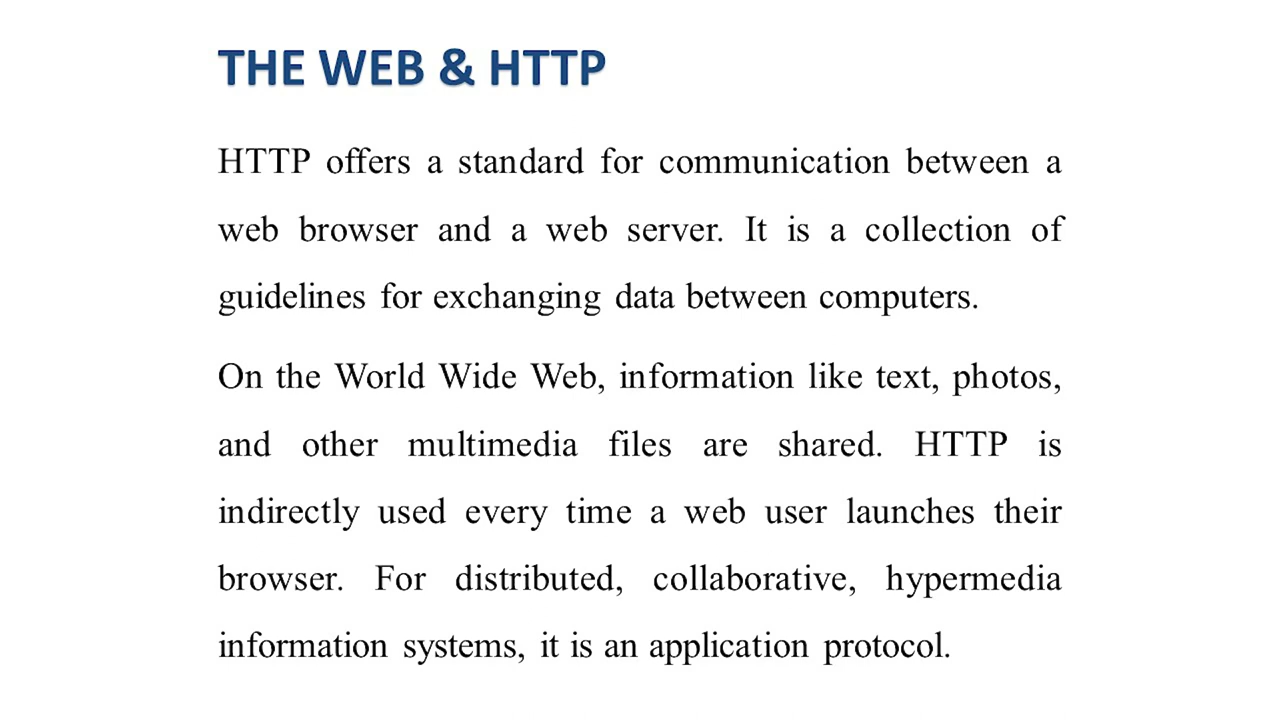 THE WEB & HTTP
HTTP offers a standard for communication between a
web browser and a web server. It is a collection of
guidelines for exchanging data between computers.
On the World Wide Web, information like text, photos,
and other multimedia files are shared. HTTP is
indirectly used every time a web user launches their
browser. For distributed, collaborative, hypermedia
information systems, it is an application protocol.